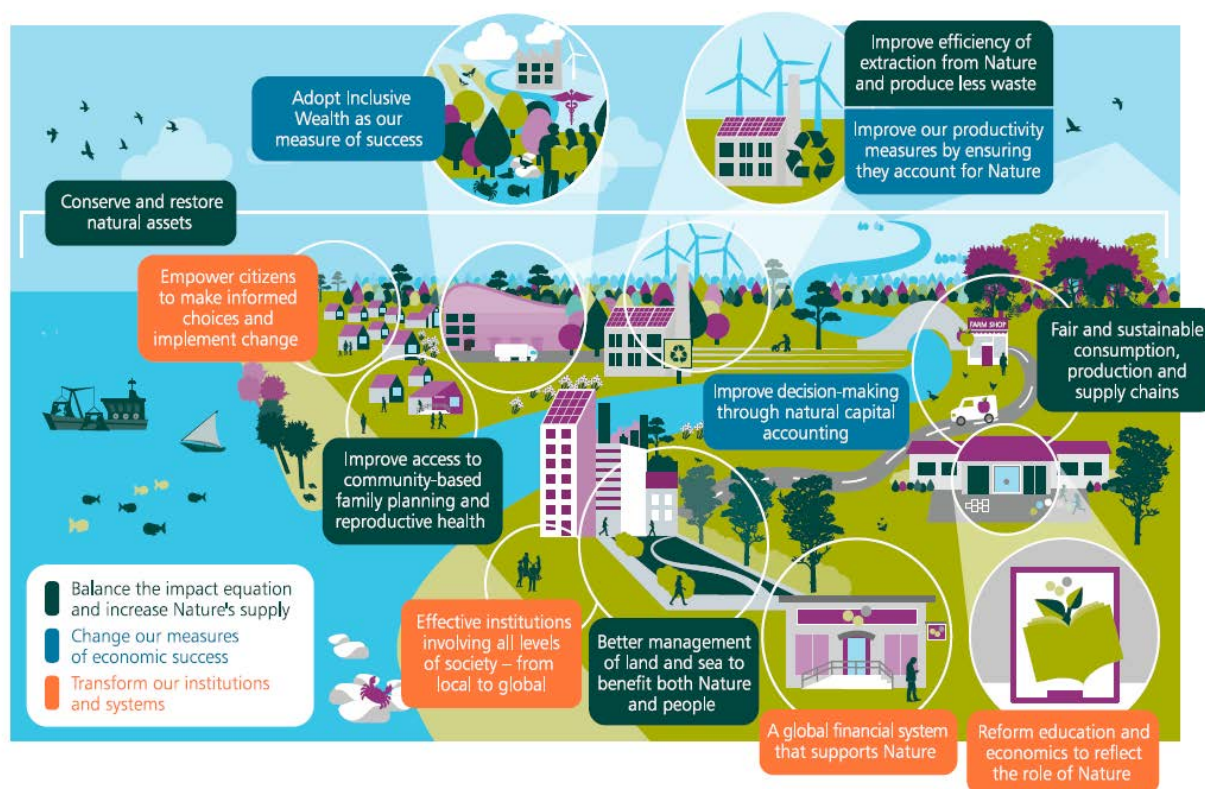 Improve efficiency of
extraction from Nature
and produce less waste
Adopt Inclusive
Wealth as our
measure of success
Improve our productivity
measures by ensuring
they account for Nature
Conserve and restore
natural assets
Empower citizens
to make informed
choices and
implement change
FARM SHOP
Fair and sustainable
consumption,
production and
supply chains
Improve decision-making
through natural capital
accounting
Improve access to
community-based
family planning and
reproductive health
Balance the impact equation
and increase Nature's supply
Change our measures
of economic success
Transform our institutions
and systems
Effective institutions
involving all levels
of society – from
local to global
Better management
of land and sea to
benefit both Nature
and people
A global financial system
that supports Nature
Reform education and
economics to reflect
the role of Nature